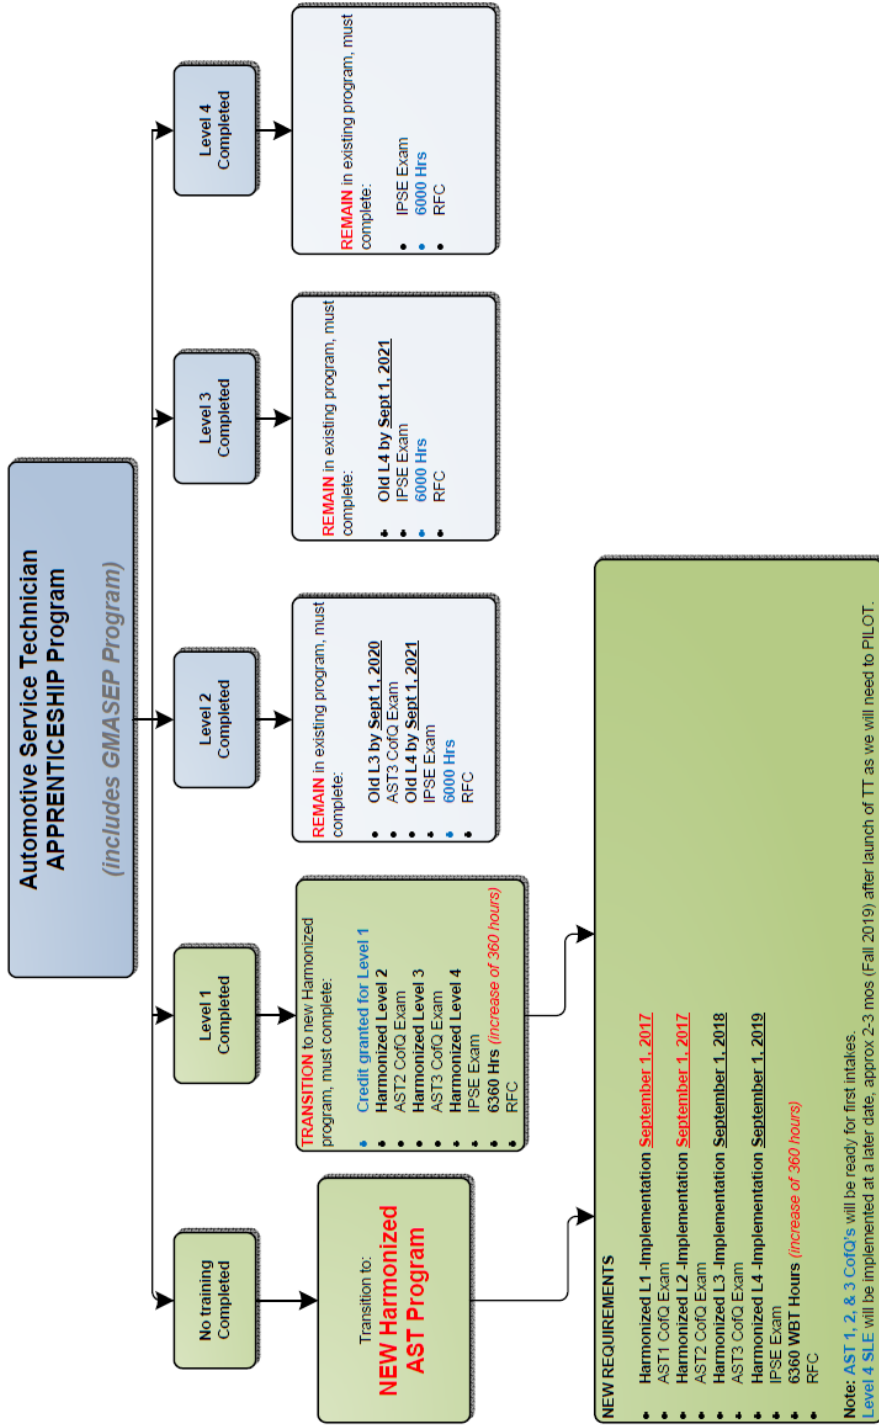 Automotive Service Technician
APPRENTICESHIP Program
(includes GMASEP Program)
No training
Completed
Level 1
Completed
Level 2
Completed
Level 3
Completed
Level 4
Completed
Transition to:
NEW Harmonized
AST Program
TRANSITION to new Harmonized
program, must complete:
• Credit granted for Level 1
• Harmonized Level 2
• AST2 CofQ Exam
• Harmonized Level 3
• AST3 CofQ Exam
• Harmonized Level 4
• IPSE Exam
• 6360 Hrs (increase of 360 hours)
• RFC
REMAIN in existing program, must
complete:
• Old L3 by Sept 1, 2020
• AST3 CofQ Exam
• Old L4 by Sept 1, 2021
• IPSE Exam
• 6000 Hrs
• RFC
REMAIN in existing program, must
complete:
• Old L4 by Sept 1, 2021
• IPSE Exam
• 6000 Hrs
• RFC
REMAIN in existing program, must
complete:
• IPSE Exam
• 6000 Hrs
• RFC
NEW REQUIREMENTS
• Harmonized L1 -Implementation September 1, 2017
• AST1 CofQ Exam
• Harmonized L2 -Implementation September 1, 2017
• AST2 CofQ Exam
• Harmonized L3 -Implementation September 1, 2018
• AST3 CofQ Exam
• Harmonized L4 -Implementation September 1, 2019
• IPSE Exam
• 6360 WBT Hours (increase of 360 hours)
• RFC
Note: AST 1, 2, & 3 CofQ's will be ready for first intakes.
Level 4 SLE will be implemented at a later date, approx 2-3 mos (Fall 2019) after launch of TT as we will need to PILOT.